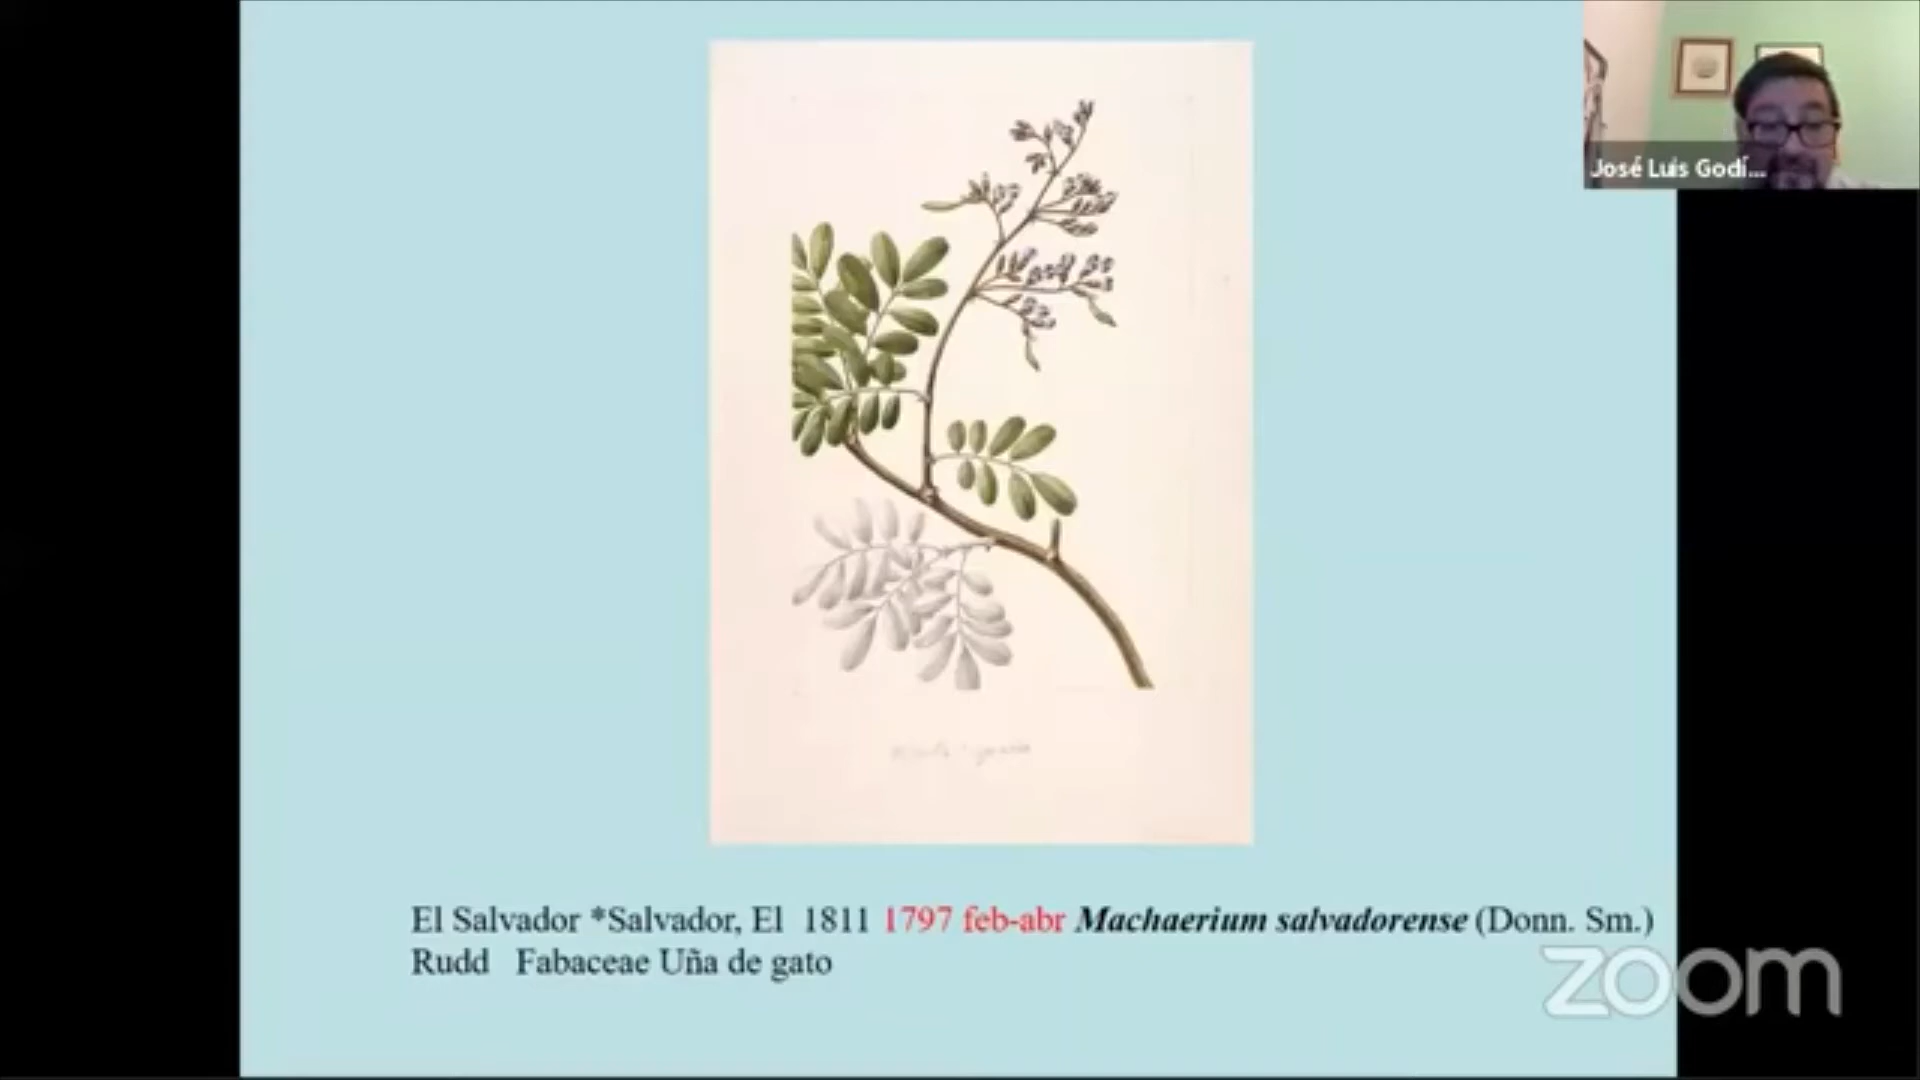 José Luis Godí...
El Salvador *Salvador, El 1811 1797 feb-abr Machaerium salvadorense (Donn. Sm.)
Rudd Fabaceae Uña de gato
zoom